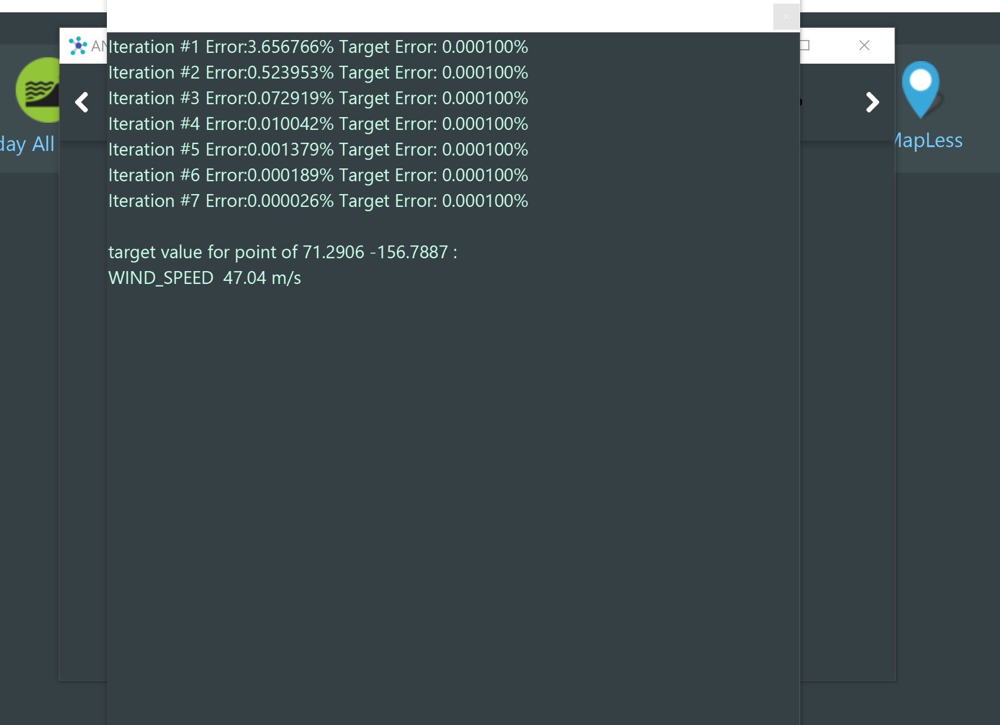 AN
Iteration #1 Error:3.656766% Target Error: 0.000100%
Iteration #2 Error:0.523953% Target Error: 0.000100%
Iteration #3 Error:0.072919% Target Error: 0.000100%
Iteration #4 Error:0.010042% Target Error: 0.000100%
Iteration #5 Error:0.001379% Target Error: 0.000100%
Iteration #6 Error:0.000189% Target Error: 0.000100%
Iteration #7 Error:0.000026% Target Error: 0.000100%
target value for point of 71.2906 -156.7887 :
WIND_SPEED 47.04 m/s
day All
MapLess